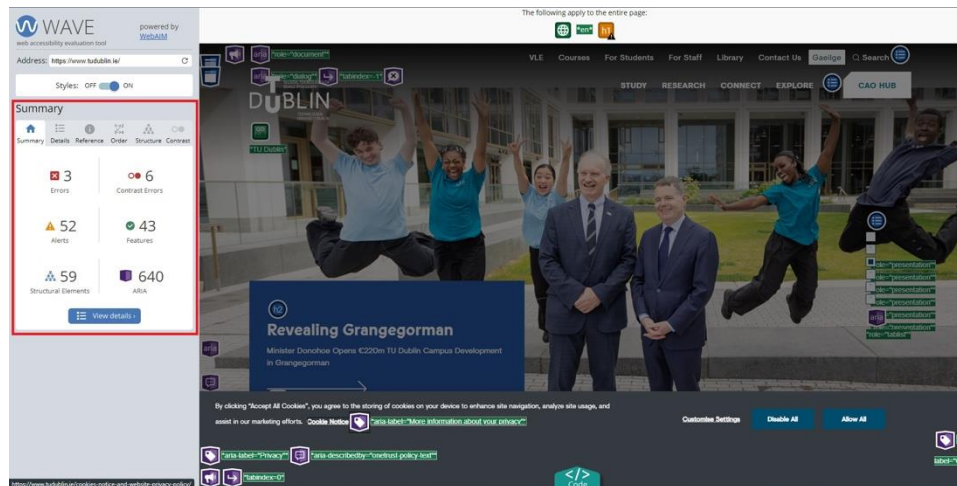 The following apply to the entire page:
*en*
h1
WAVE
web accessibility evaluation tool
powered by
WebAIM
Address: https://www.tudublin.ie/
Styles: OFF ON
Summary
Summary Details Reference Order Structure Contrast
3
Errors
6
Contrast Errors
52
Alerts
43
Features
59
Structural Elements
640
ARIA
View details ›
aria *role="document"*
VLE Courses For Students For Staff Library Contact Us Gaeilge Search
aria *role="dialog"* *tabindex=-1*
STUDY RESEARCH CONNECT EXPLORE CAO HUB
DUBLIN
*TU Dublin*
*role="presentation"*
*role="presentation"*
*role="presentation"*
*role="presentation"*
aria *role="presentation"*
*role="presentation"*
*role="tablist"*
h2
Revealing Grangegorman
Minister Donohoe Opens €220m TU Dublin Campus Development
in Grangegorman
aria
By clicking "Accept All Cookies", you agree to the storing of cookies on your device to enhance site navigation, analyze site usage, and
assist in our marketing efforts. Cookie Notice *aria-label="More information about your privacy"*
Customise Settings Disable All Allow All
*aria-label="Privacy"* *aria-describedby="onetrust-policy-text"*
*tabindex="0"*
</>
Code
https://www.tudublin.ie/cookies-notice-and-website-privacy-policy/